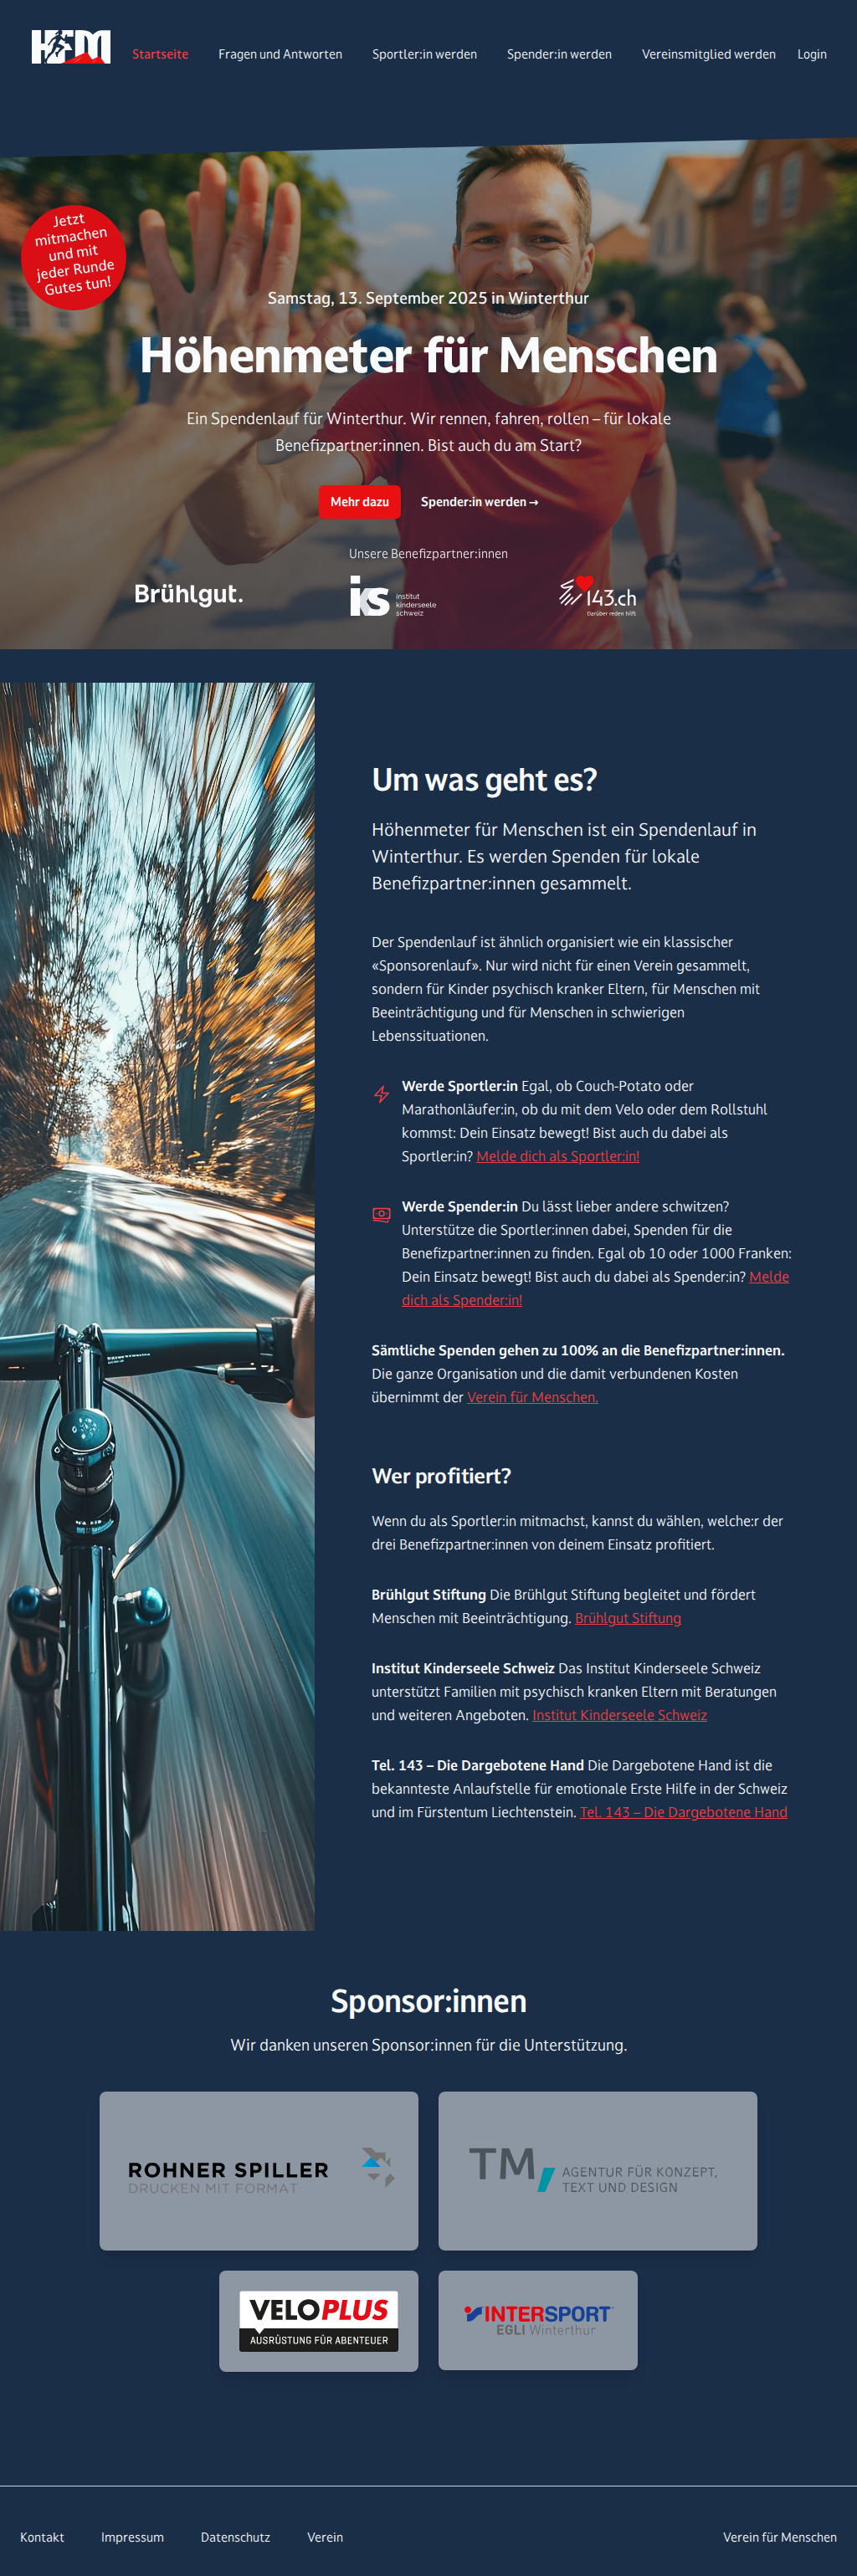 HFM
Startseite
Fragen und Antworten
Sportler:in werden
Spender:in werden
Vereinsmitglied werden
Login
Jetzt
mitmachen
und mit
jeder Runde
Gutes tun!
Samstag, 13. September 2025 in Winterthur
Höhenmeter für Menschen
Ein Spendenlauf für Winterthur. Wir rennen, fahren, rollen – für lokale
Benefizpartner:innen. Bist auch du am Start?
Mehr dazu
Spender:in werden →
Unsere Benefizpartner:innen
Brühlgut.
iks
institut
kinderseele
schweiz
143.ch
Darüber reden hilft
Um was geht es?
Höhenmeter für Menschen ist ein Spendenlauf in
Winterthur. Es werden Spenden für lokale
Benefizpartner:innen gesammelt.
Der Spendenlauf ist ähnlich organisiert wie ein klassischer
«Sponsorenlauf». Nur wird nicht für einen Verein gesammelt,
sondern für Kinder psychisch kranker Eltern, für Menschen mit
Beeinträchtigung und für Menschen in schwierigen
Lebenssituationen.
Werde Sportler:in Egal, ob Couch-Potato oder
Marathonläufer:in, ob du mit dem Velo oder dem Rollstuhl
kommst: Dein Einsatz bewegt! Bist auch du dabei als
Sportler:in? Melde dich als Sportler:in!
Werde Spender:in Du lässt lieber andere schwitzen?
Unterstütze die Sportler:innen dabei, Spenden für die
Benefizpartner:innen zu finden. Egal ob 10 oder 1000 Franken:
Dein Einsatz bewegt! Bist auch du dabei als Spender:in? Melde
dich als Spender:in!
Sämtliche Spenden gehen zu 100% an die Benefizpartner:innen.
Die ganze Organisation und die damit verbundenen Kosten
übernimmt der Verein für Menschen.
Wer profitiert?
Wenn du als Sportler:in mitmachst, kannst du wählen, welche:r der
drei Benefizpartner:innen von deinem Einsatz profitiert.
Brühlgut Stiftung Die Brühlgut Stiftung begleitet und fördert
Menschen mit Beeinträchtigung. Brühlgut Stiftung
Institut Kinderseele Schweiz Das Institut Kinderseele Schweiz
unterstützt Familien mit psychisch kranken Eltern mit Beratungen
und weiteren Angeboten. Institut Kinderseele Schweiz
Tel. 143 – Die Dargebotene Hand Die Dargebotene Hand ist die
bekannteste Anlaufstelle für emotionale Erste Hilfe in der Schweiz
und im Fürstentum Liechtenstein. Tel. 143 – Die Dargebotene Hand
Sponsor:innen
Wir danken unseren Sponsor:innen für die Unterstützung.
ROHNER SPILLER
DRUCKEN MIT FORMAT
TM,
AGENTUR FÜR KONZEPT,
TEXT UND DESIGN
VELOPLUS
AUSRÜSTUNG FÜR ABENTEUER
INTERSPORT
EGLI Winterthur
Kontakt
Impressum
Datenschutz
Verein
Verein für Menschen